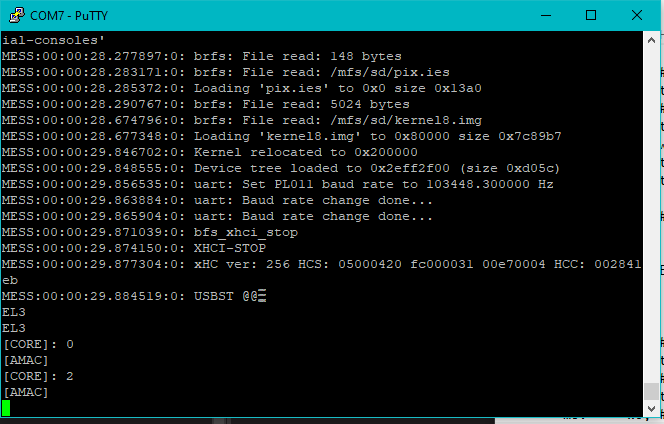 COM7 - PuTTY
ial-consoles'
MESS:00:00:28.277897:0: brfs: File read: 148 bytes
MESS:00:00:28.283171:0: brfs: File read: /mfs/sd/pix.ies
MESS:00:00:28.285372:0: Loading 'pix.ies' to 0x0 size 0x13a0
MESS:00:00:28.290767:0: brfs: File read: 5024 bytes
MESS:00:00:28.674796:0: brfs: File read: /mfs/sd/kernel8.img
MESS:00:00:28.677348:0: Loading 'kernel8.img' to 0x80000 size 0x7c89b7
MESS:00:00:29.846702:0: Kernel relocated to 0x200000
MESS:00:00:29.848555:0: Device tree loaded to 0x2eff2f00 (size 0xd05c)
MESS:00:00:29.856535:0: uart: Set PL011 baud rate to 103448.300000 Hz
MESS:00:00:29.863884:0: uart: Baud rate change done...
MESS:00:00:29.865904:0: uart: Baud rate change done...
MESS:00:00:29.871039:0: bfs_xhci_stop
MESS:00:00:29.874150:0: XHCI-STOP
MESS:00:00:29.877304:0: xHC ver: 256 HCS: 05000420 fc000031 00e70004 HCC: 002841
eb
MESS:00:00:29.884519:0: USBST @@
EL3
EL3
[CORE]: 0
[AMAC]
[CORE]: 2
[AMAC]